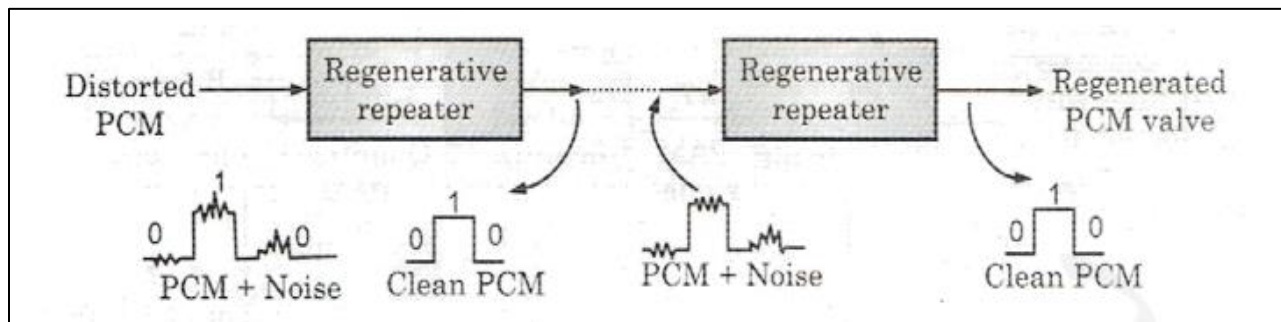 Distorted
PCM
Regenerative
repeater
Regenerative
repeater
Regenerated
PCM valve
0
1
0
PCM + Noise
0
1
0
Clean PCM
PCM + Noise
0
1
0
Clean PCM